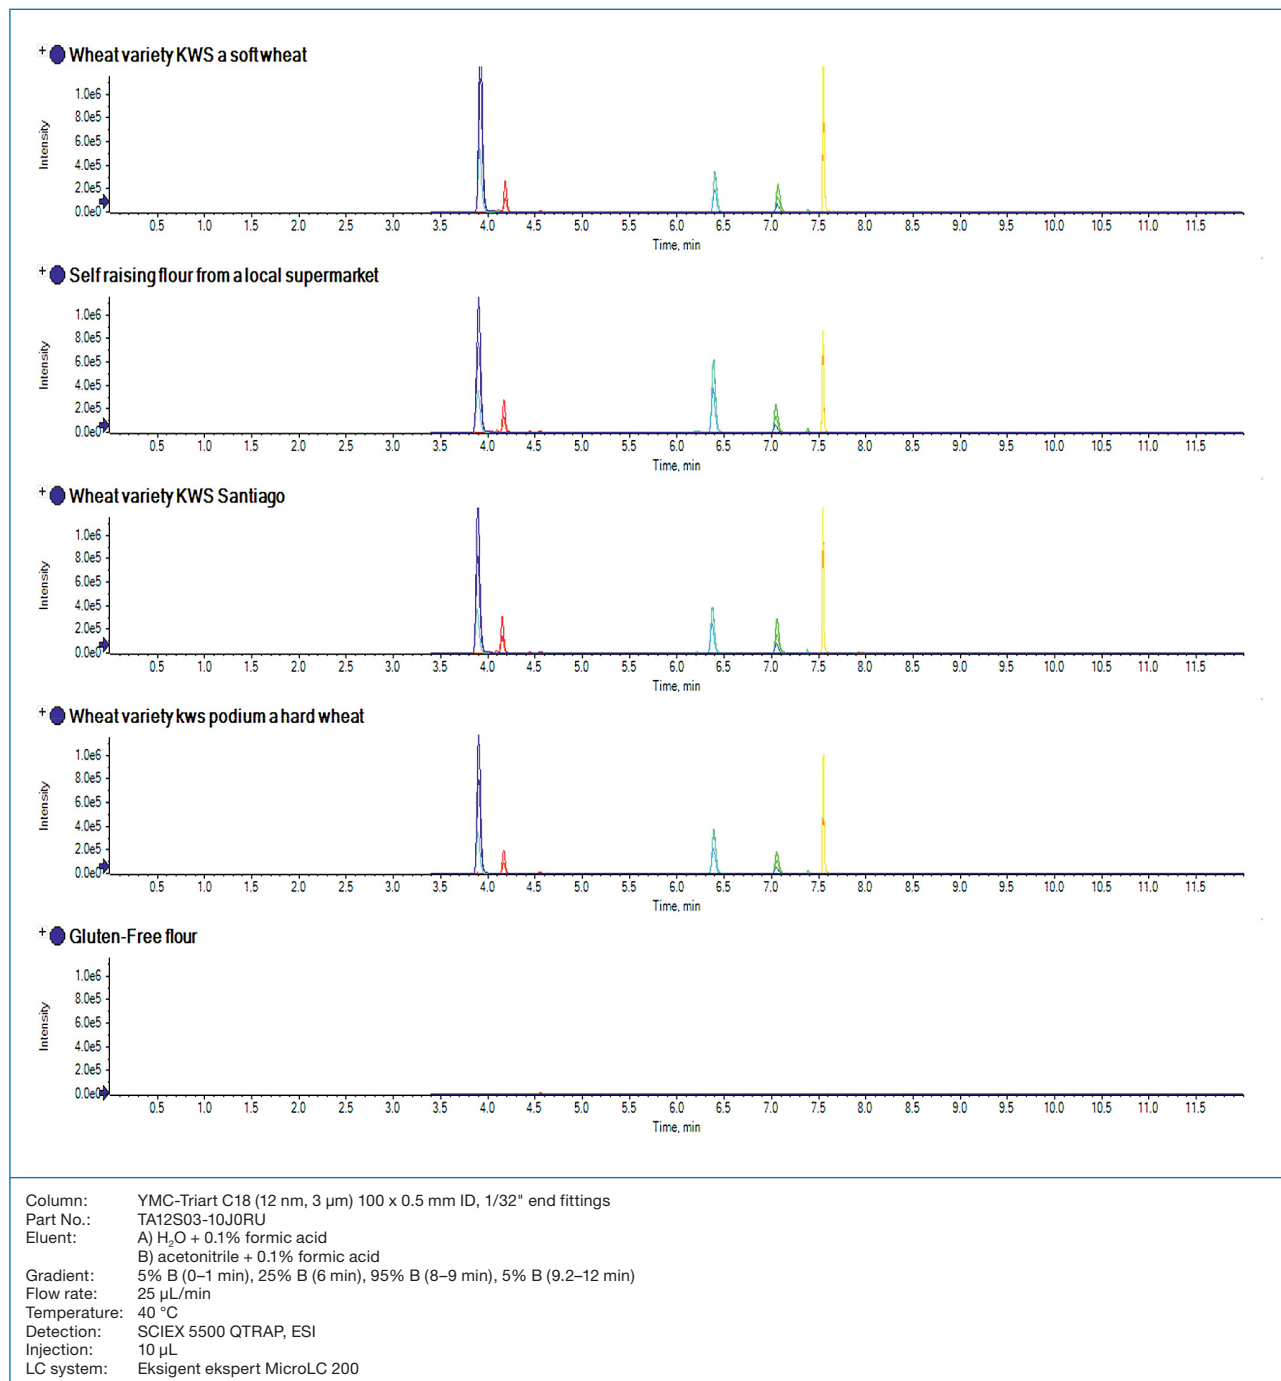 + Wheat variety KWS a soft wheat
Intensity
1.0e6
8.0e5
6.0e5
4.0e5
2.0e5
0.0e0
0.5 1.0 1.5 2.0 2.5 3.0 3.5 4.0 4.5 5.0 5.5 6.0 6.5 7.0 7.5 8.0 8.5 9.0 9.5 10.0 10.5 11.0 11.5
Time, min
+ Self raising flour from a local supermarket
Intensity
1.0e6
8.0e5
6.0e5
4.0e5
2.0e5
0.0e0
0.5 1.0 1.5 2.0 2.5 3.0 3.5 4.0 4.5 5.0 5.5 6.0 6.5 7.0 7.5 8.0 8.5 9.0 9.5 10.0 10.5 11.0 11.5
Time, min
+ Wheat variety KWS Santiago
Intensity
1.0e6
8.0e5
6.0e5
4.0e5
2.0e5
0.0e0
0.5 1.0 1.5 2.0 2.5 3.0 3.5 4.0 4.5 5.0 5.5 6.0 6.5 7.0 7.5 8.0 8.5 9.0 9.5 10.0 10.5 11.0 11.5
Time, min
+ Wheat variety kws podium a hard wheat
Intensity
1.0e6
8.0e5
6.0e5
4.0e5
2.0e5
0.0e0
0.5 1.0 1.5 2.0 2.5 3.0 3.5 4.0 4.5 5.0 5.5 6.0 6.5 7.0 7.5 8.0 8.5 9.0 9.5 10.0 10.5 11.0 11.5
Time, min
+ Gluten-Free flour
Intensity
1.0e6
8.0e5
6.0e5
4.0e5
2.0e5
0.0e0
0.5 1.0 1.5 2.0 2.5 3.0 3.5 4.0 4.5 5.0 5.5 6.0 6.5 7.0 7.5 8.0 8.5 9.0 9.5 10.0 10.5 11.0 11.5
Time, min
Column: YMC-Triart C18 (12 nm, 3 µm) 100 x 0.5 mm ID, 1/32" end fittings
Part No.: TA12S03-10J0RU
Eluent: A) H₂O + 0.1% formic acid
B) acetonitrile + 0.1% formic acid
Gradient: 5% B (0–1 min), 25% B (6 min), 95% B (8–9 min), 5% B (9.2–12 min)
Flow rate: 25 µL/min
Temperature: 40 °C
Detection: SCIEX 5500 QTRAP, ESI
Injection: 10 µL
LC system: Eksigent ekspert MicroLC 200